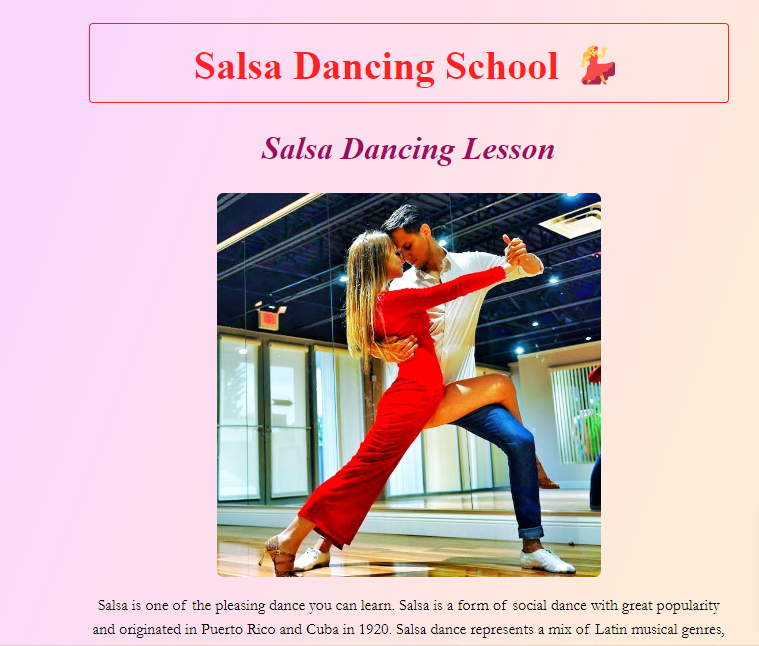 Salsa Dancing School 💃
Salsa Dancing Lesson
Salsa is one of the pleasing dance you can learn. Salsa is a form of social dance with great popularity
and originated in Puerto Rico and Cuba in 1920. Salsa dance represents a mix of Latin musical genres,